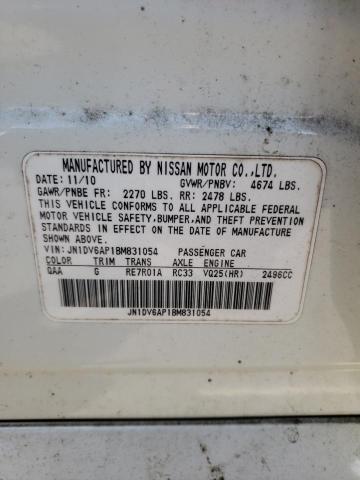 MANUFACTURED BY NISSAN MOTOR CO.,LTD.
DATE: 11/10 GVWR/PNBV: 4674 LBS.
GAWR/PNBE FR: 2270 LBS. RR: 2478 LBS.
THIS VEHICLE CONFORMS TO ALL APPLICABLE FEDERAL
MOTOR VEHICLE SAFETY,BUMPER,AND THEFT PREVENTION
STANDARDS IN EFFECT ON THE DATE OF MANUFACTURE
SHOWN ABOVE.
VIN: JN1DV6AP1BM831054 PASSENGER CAR
COLOR TRIM TRANS AXLE ENGINE
QAA G RE7R01A RC33 VQ25(HR) 2496CC
JN1DV6AP1BM831054